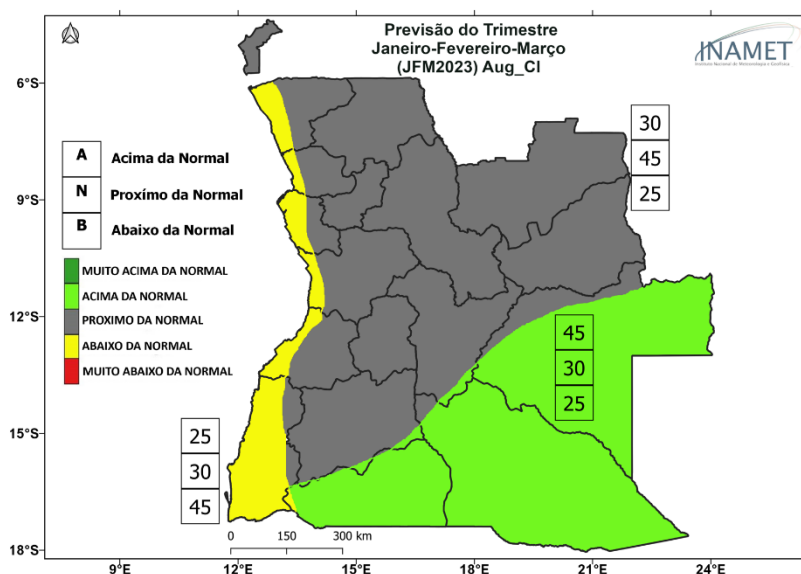 Previsão do Trimestre
Janeiro-Fevereiro-Março
(JFM2023) Aug_CI
INAMET
6°S
9°S
12°S
15°S
18°S
A Acima da Normal
N Proxímo da Normal
B Abaixo da Normal
MUITO ACIMA DA NORMAL
ACIMA DA NORMAL
PROXIMO DA NORMAL
ABAIXO DA NORMAL
MUITO ABAIXO DA NORMAL
30
45
25
45
30
25
25
30
45
0 150 300 km
9°E 12°E 15°E 18°E 21°E 24°E